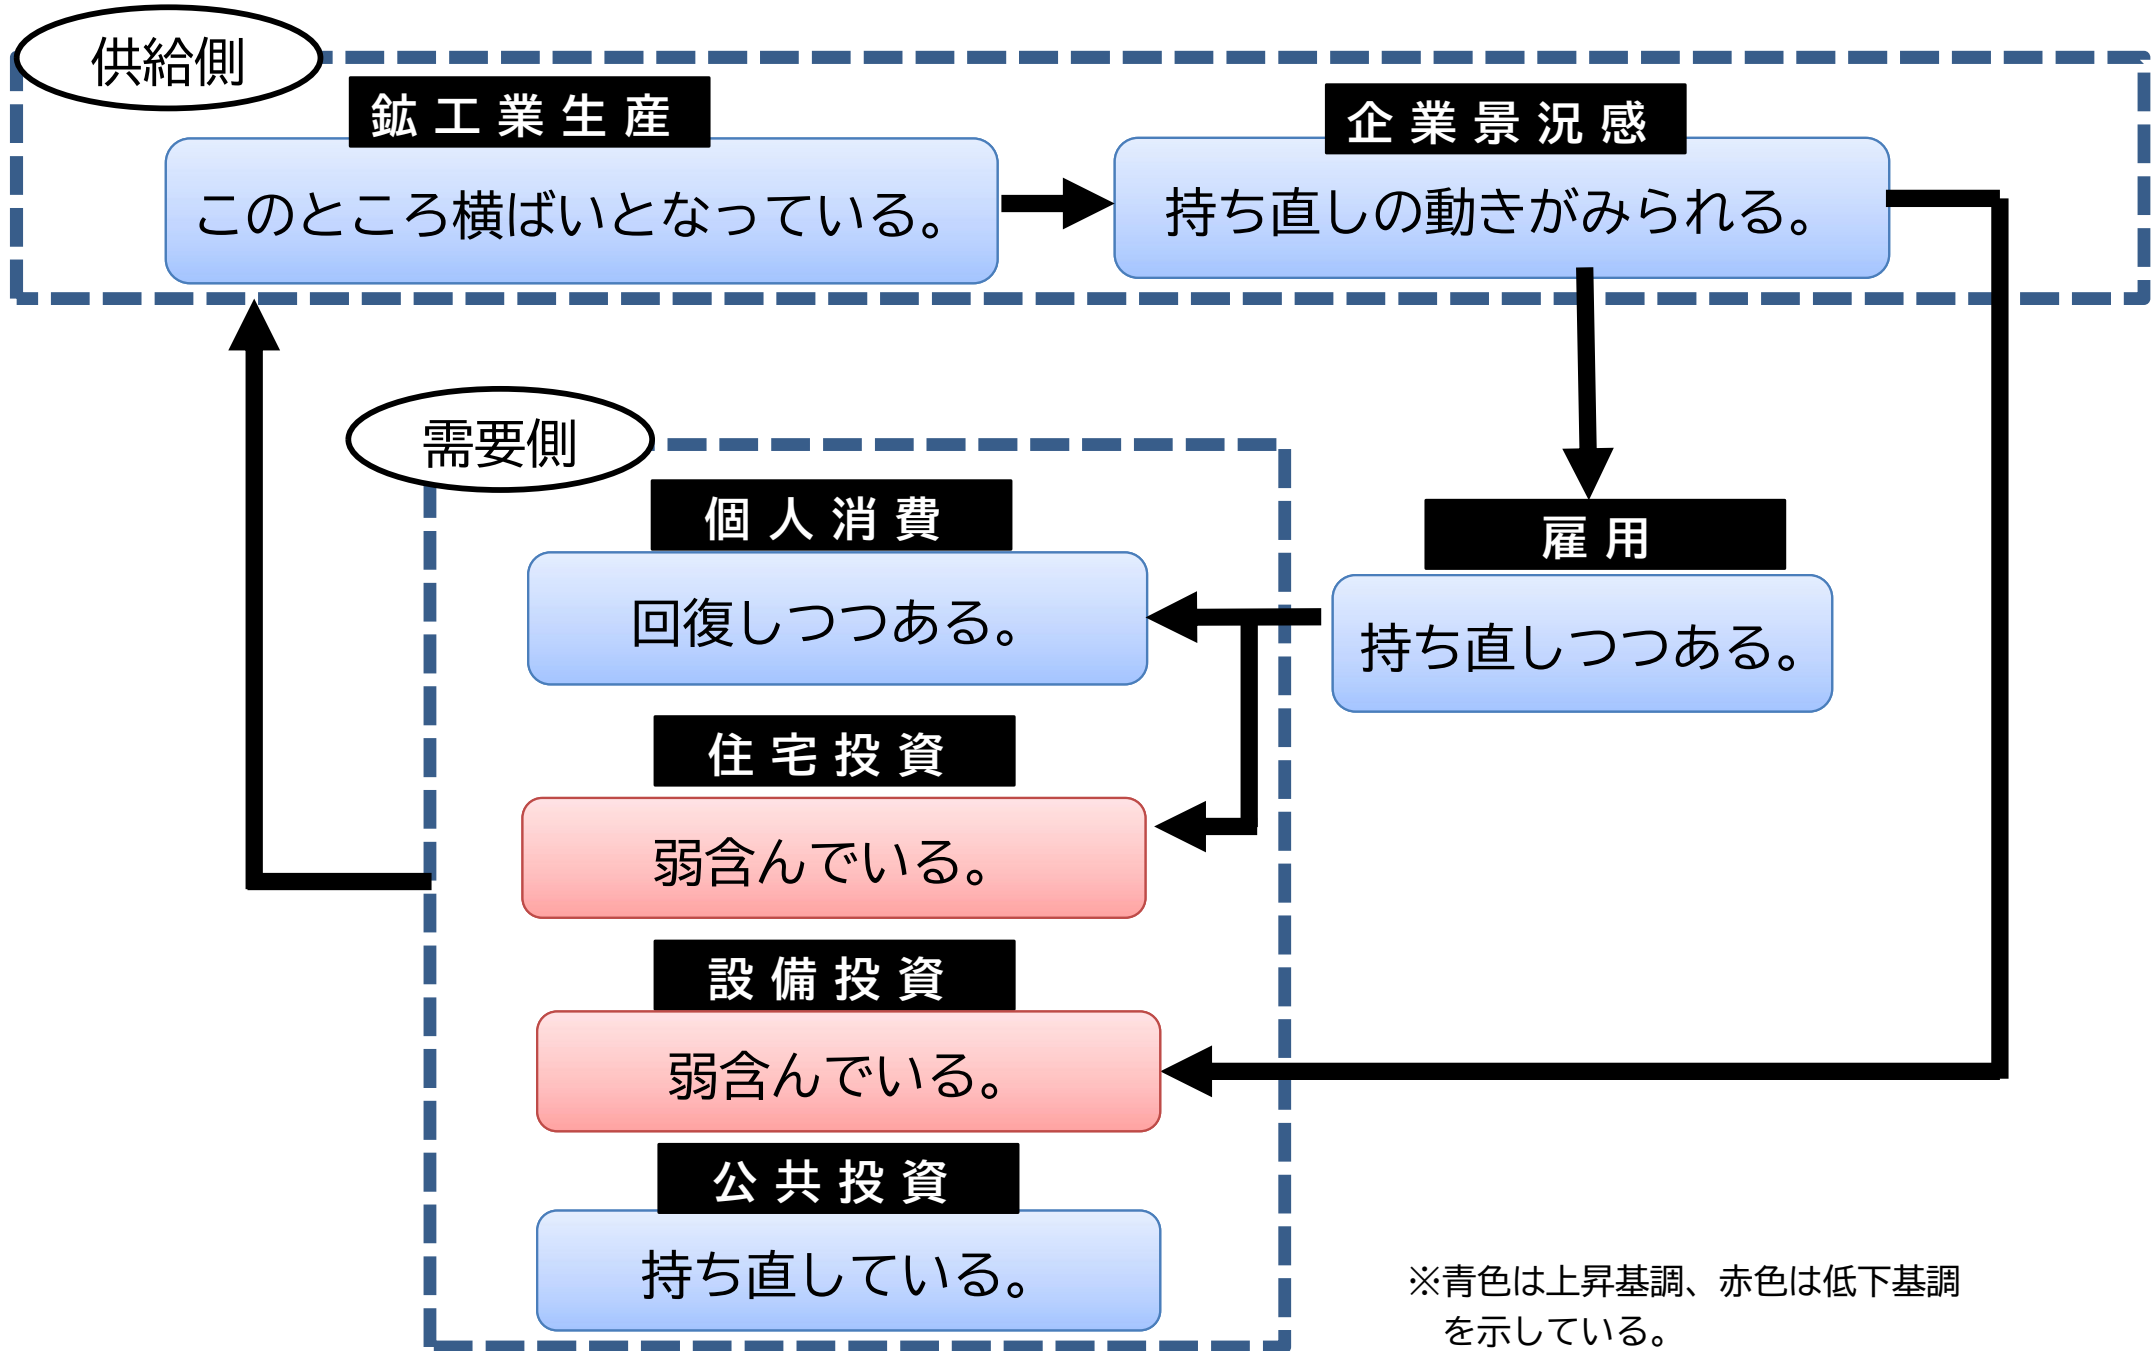 供給側
鉱工業生産
企業景況感
このところ横ばいとなっている。
持ち直しの動きがみられる。
需要側
個人消費
雇用
回復しつつある。
持ち直しつつある。
住宅投資
弱含んでいる。
設備投資
弱含んでいる。
公共投資
持ち直している。
※青色は上昇基調、赤色は低下基調
を示している。